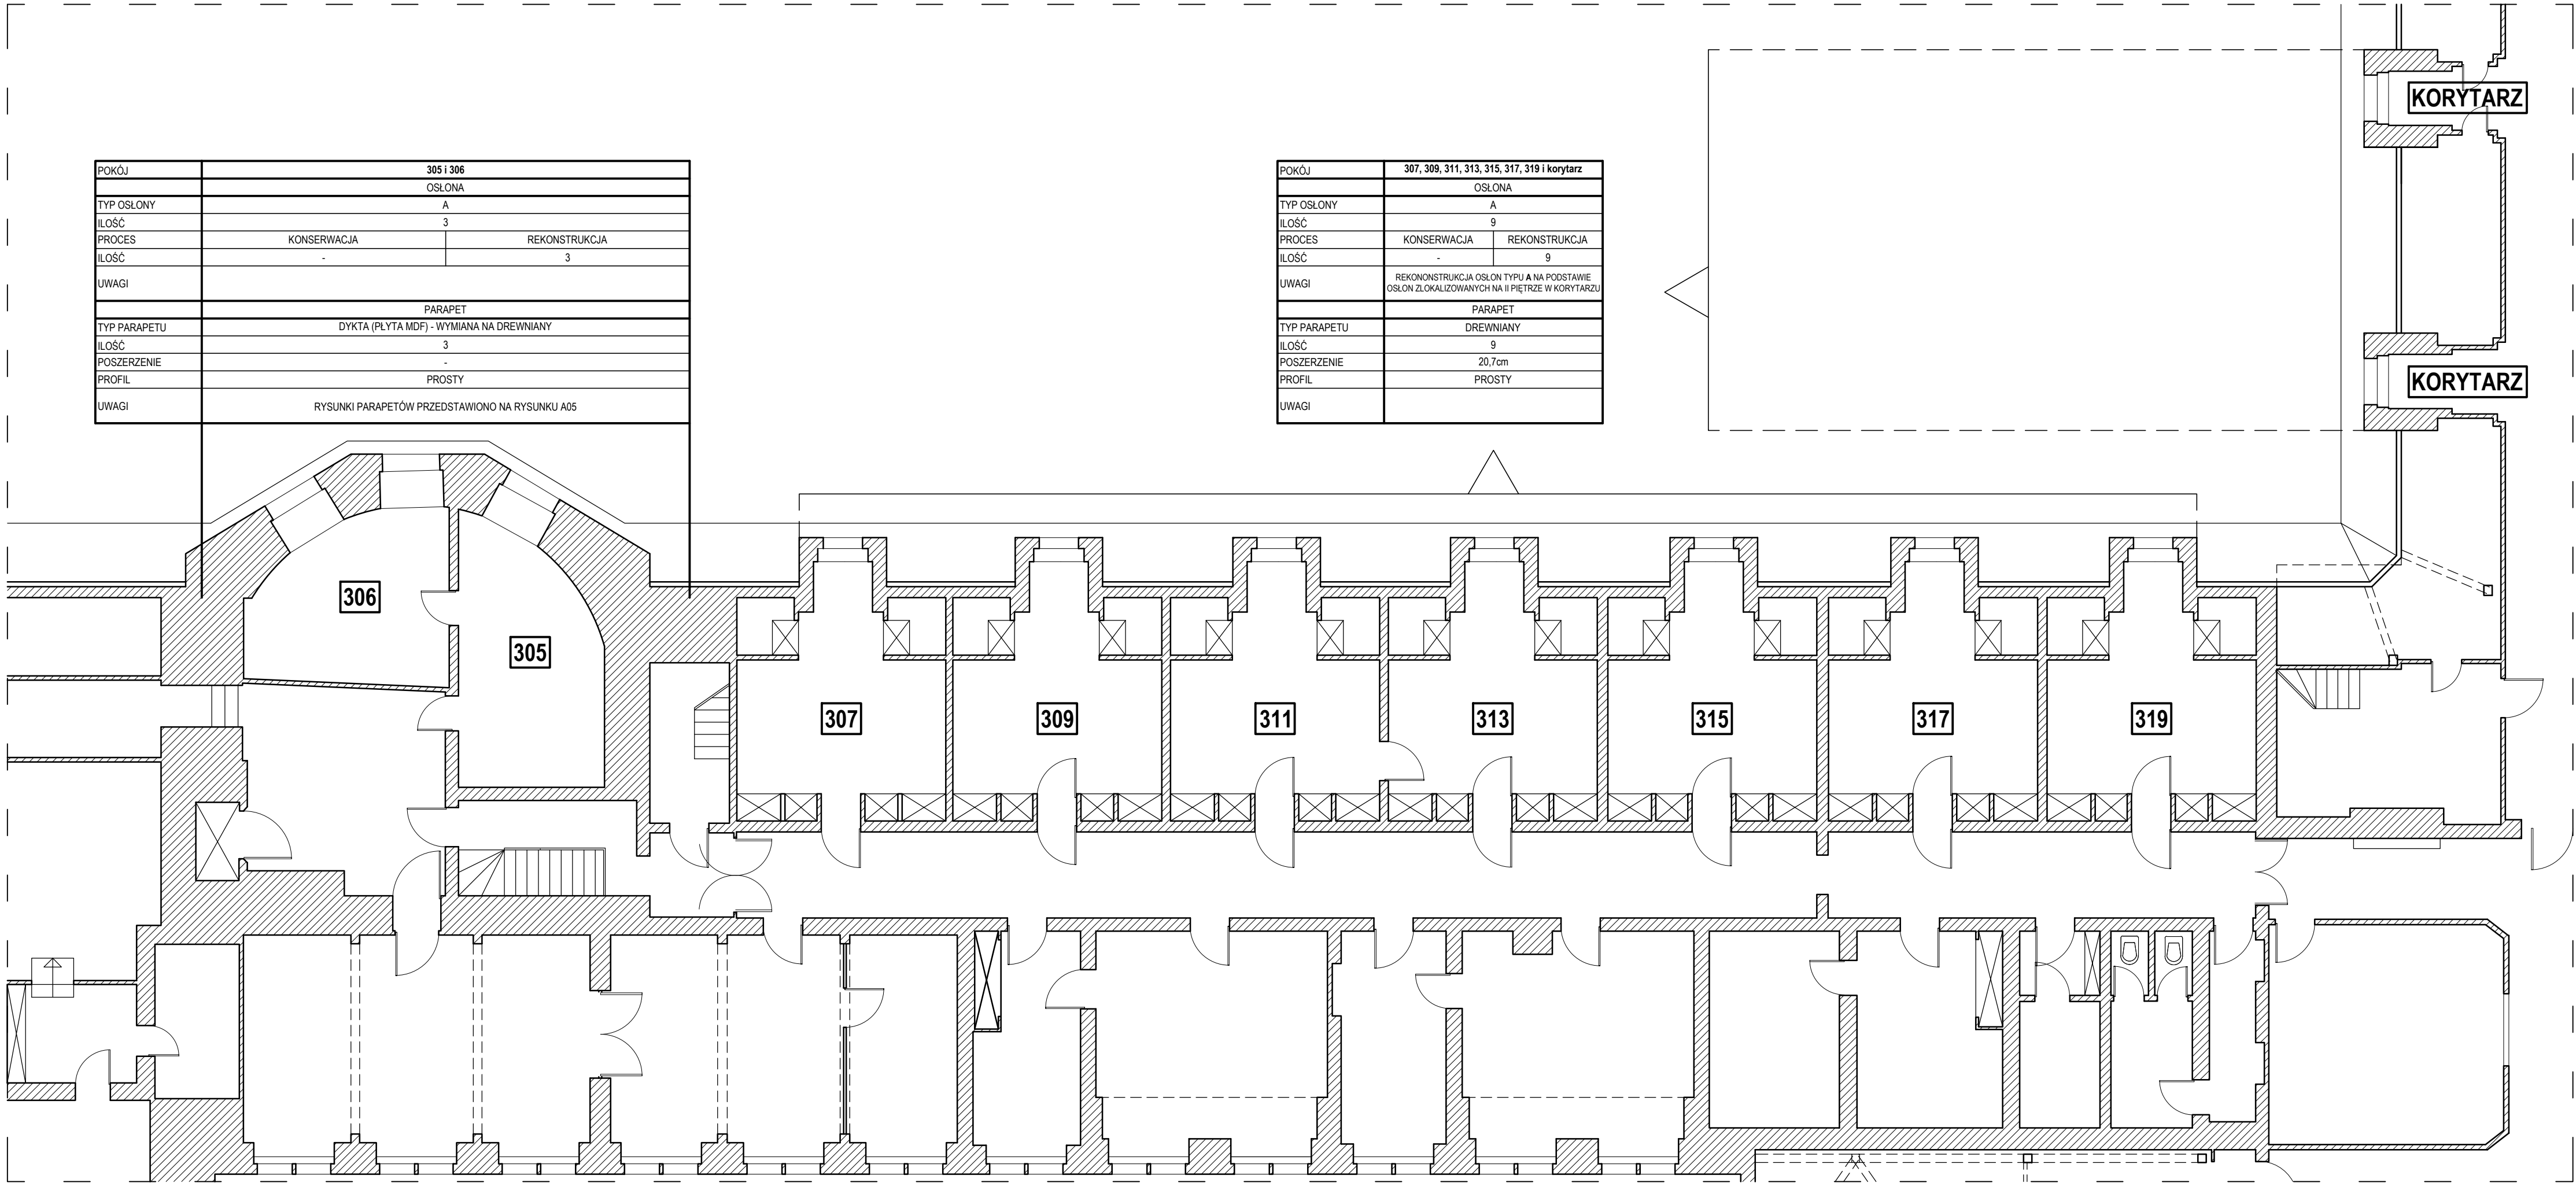 KORYTARZ
POKÓJ 305 i 306
OSŁONA
TYP OSŁONY A
ILOŚĆ 3
PROCES KONSERWACJA REKONSTRUKCJA
ILOŚĆ - 3
UWAGI
PARAPET
TYP PARAPETU DYKTA (PŁYTA MDF) - WYMIANA NA DREWNIANY
ILOŚĆ 3
POSZERZENIE -
PROFIL PROSTY
UWAGI RYSUNKI PARAPETÓW PRZEDSTAWIONO NA RYSUNKU A05
POKÓJ 307, 309, 311, 313, 315, 317, 319 i korytarz
OSŁONA
TYP OSŁONY A
ILOŚĆ 9
PROCES KONSERWACJA REKONSTRUKCJA
ILOŚĆ - 9
UWAGI REKONONSTRUKCJA OSŁON TYPU A NA PODSTAWIE
OSŁON ZLOKALIZOWANYCH NA II PIĘTRZE W KORYTARZU
PARAPET
TYP PARAPETU DREWNIANY
ILOŚĆ 9
POSZERZENIE 20,7cm
PROFIL PROSTY
UWAGI
KORYTARZ
306
305
307
309
311
313
315
317
319